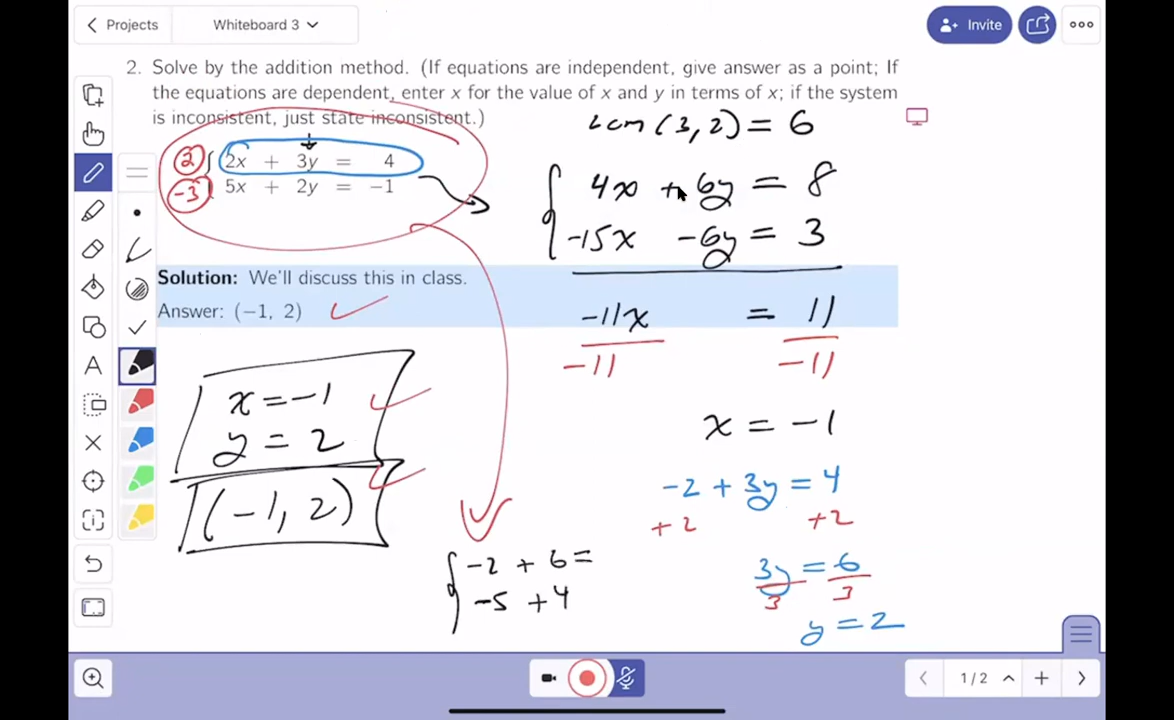 Projects
Whiteboard 3
Invite
2. Solve by the addition method. (If equations are independent, give answer as a point; If
the equations are dependent, enter x for the value of x and y in terms of x; if the system
is inconsistent, just state inconsistent.)
2 2x + 3y = 4
-3 5x + 2y = −1
Solution: We'll discuss this in class.
Answer: (−1, 2)
x = -1
y = 2
(-1, 2)
LCM (3, 2) = 6
4x + 6y = 8
-15x - 6y = 3
-11x = 11
-11 -11
x = -1
-2 + 3y = 4
+2 +2
3y = 6
3 3
y = 2
-2 + 6 =
-5 + 4
A
1/2